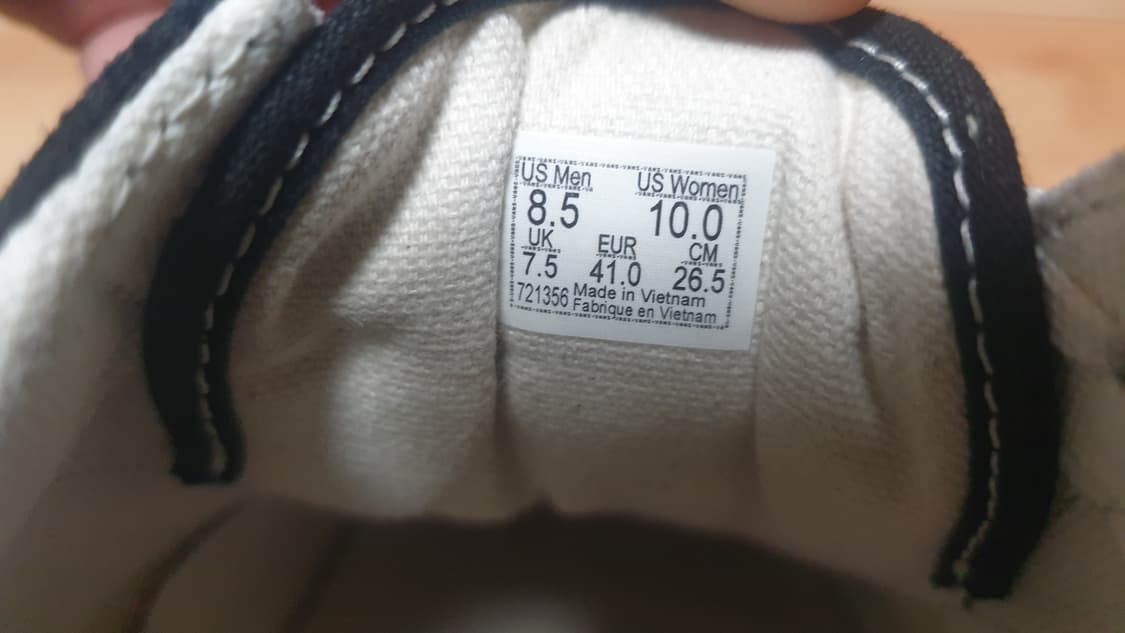 US Men US Women
8.5 10.0
UK EUR CM
7.5 41.0 26.5
721356 Made in Vietnam
Fabrique en Vietnam